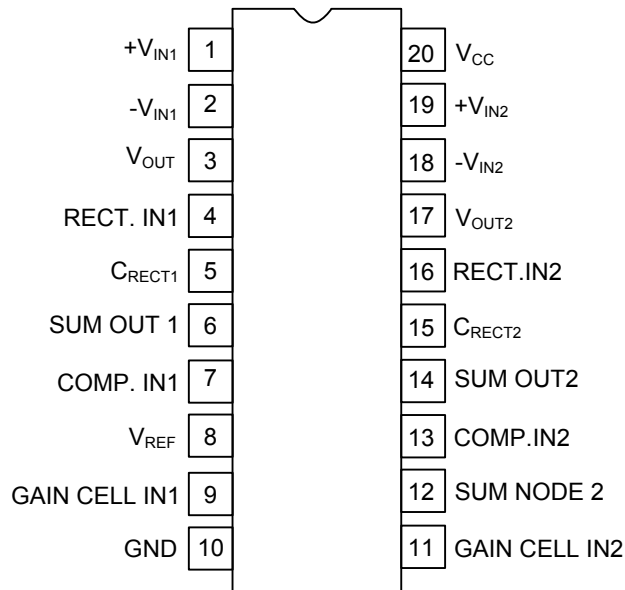 +VIN1 1 20 VCC
-VIN1 2 19 +VIN2
VOUT 3 18 -VIN2
RECT. IN1 4 17 VOUT2
CRECT1 5 16 RECT.IN2
SUM OUT 1 6 15 CRECT2
COMP. IN1 7 14 SUM OUT2
VREF 8 13 COMP.IN2
GAIN CELL IN1 9 12 SUM NODE 2
GND 10 11 GAIN CELL IN2